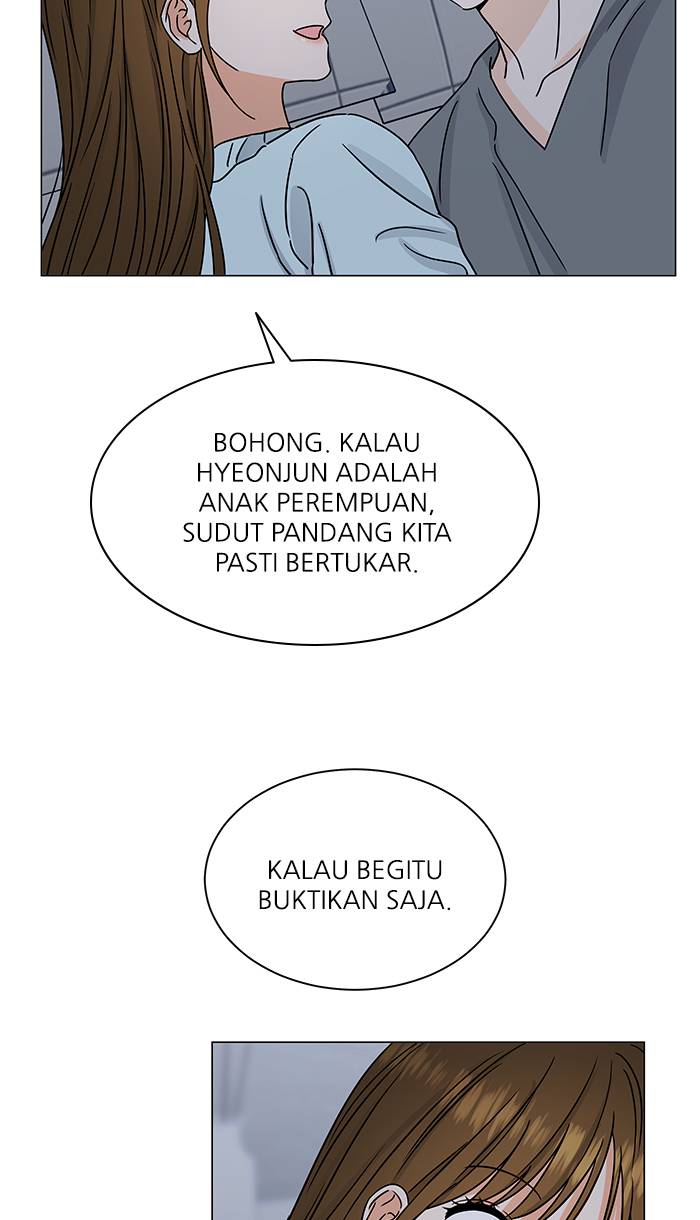 BOHONG. KALAU
HYEONJUN ADALAH
ANAK PEREMPUAN,
SUDUT PANDANG KITA
PASTI BERTUKAR.
KALAU BEGITU
BUKTIKAN SAJA.